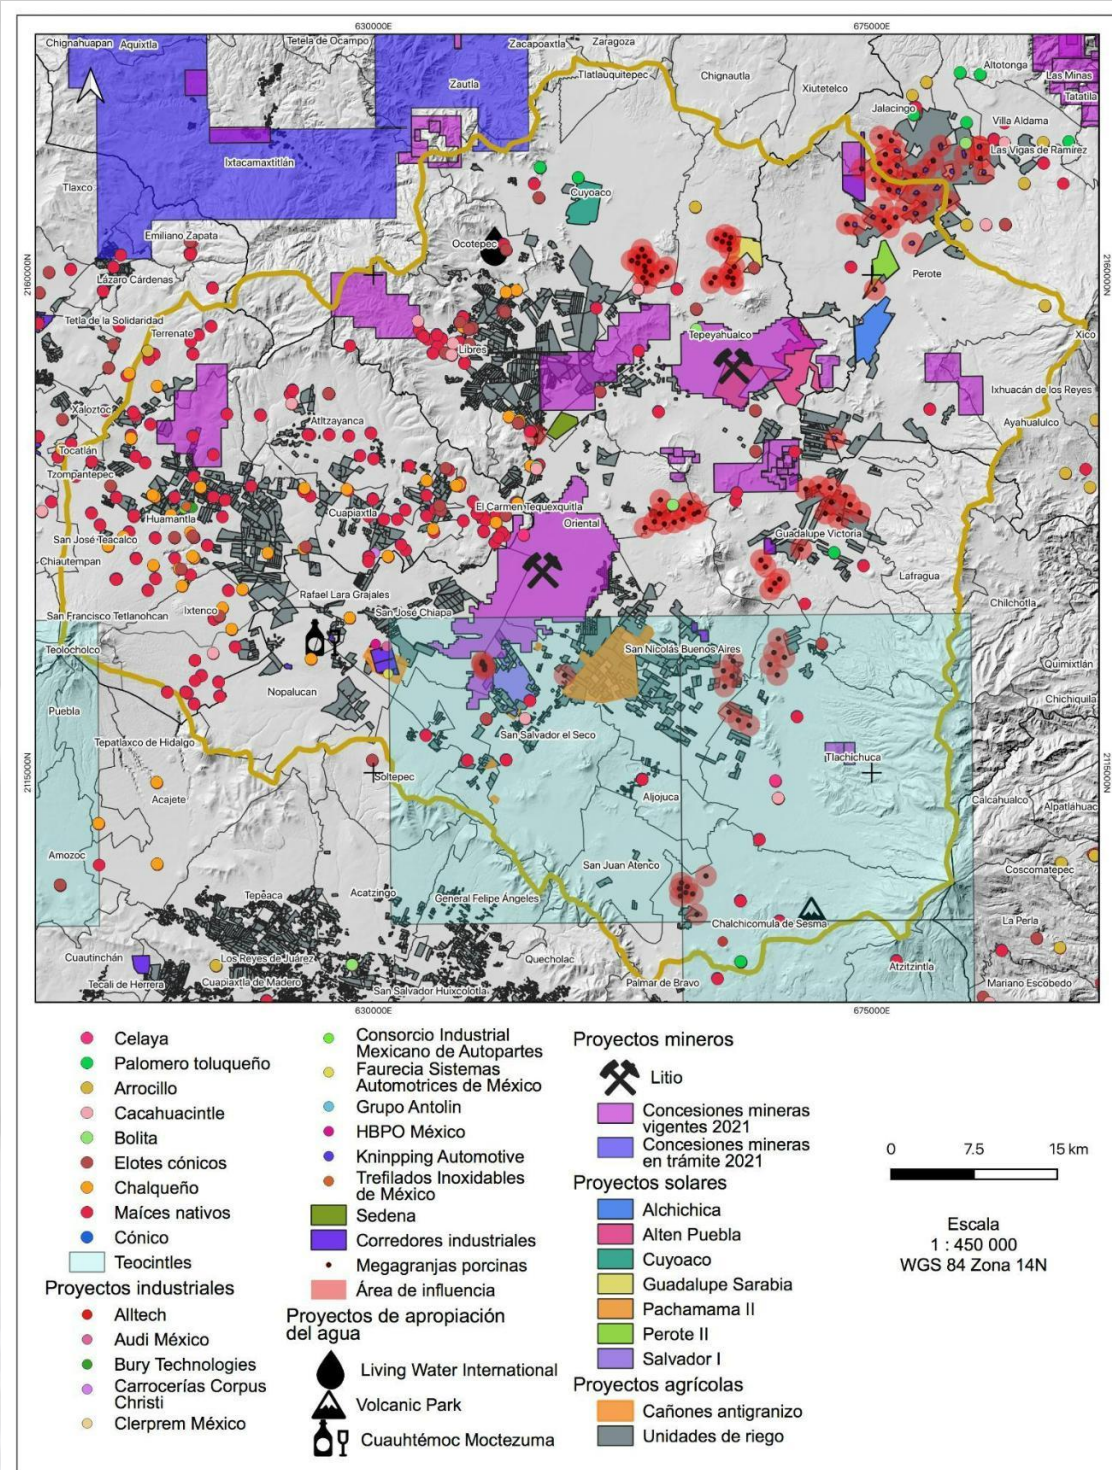 630000E
675000E
Chignahuapan
Aquixtla
Tetela de Ocampo
Zacapoaxtla
Zaragoza
Tlatlauquitepec
Chignautla
Xiutetelco
Altotonga
Las Minas
Tatatila
Zautla
Jalacingo
Villa Aldama
Las Vigas de Ramírez
Ixtacamaxtitlán
Tlaxco
Cuyoaco
Emiliano Zapata
Ocotepec
2160000N
2160000N
Lázaro Cárdenas
Perote
Tetla de la Solidaridad
Terrenate
Libres
Tepeyahualco
Xico
Ixhuacán de los Reyes
Xaloztoc
Atltzayanca
Ayahualulco
Tocatlán
Tzompantepec
Huamantla
Cuapiaxtla
El Carmen Tequexquitla
Oriental
San José Teacalco
Guadalupe Victoria
Chiautempan
Lafragua
Rafael Lara Grajales
Ixtenco
San José Chiapa
Chilchotla
San Francisco Tetlanohcan
Teolocholco
San Nicolás Buenos Aires
Quimixtlán
Nopalucan
Chichiquila
Puebla
Tepatlaxco de Hidalgo
San Salvador el Seco
Tlachichuca
2115000N
2115000N
Soltepec
Acajete
Aljojuca
Calcahualco
Alpatláhuac
Amozoc
San Juan Atenco
Coscomatepec
Tepeaca
Acatzingo
General Felipe Ángeles
Chalchicomula de Sesma
La Perla
Cuautinchán
Los Reyes de Juárez
Quecholac
Atzitzintla
Tecali de Herrera
Cuapiaxtla de Madero
San Salvador Huixcolotla
Palmar de Bravo
Mariano Escobedo
630000E
675000E
Celaya
Palomero toluqueño
Arrocillo
Cacahuacintle
Bolita
Elotes cónicos
Chalqueño
Maíces nativos
Cónico
Teocintles
Proyectos industriales
Alltech
Audi México
Bury Technologies
Carrocerías Corpus
Christi
Clerprem México
Consorcio Industrial
Mexicano de Autopartes
Faurecia Sistemas
Automotrices de México
Grupo Antolin
HBPO México
Kninpping Automotive
Trefilados Inoxidables
de México
Sedena
Corredores industriales
Megagranjas porcinas
Área de influencia
Proyectos de apropiación
del agua
Living Water International
Volcanic Park
Cuauhtémoc Moctezuma
Proyectos mineros
Litio
Concesiones mineras
vigentes 2021
Concesiones mineras
en trámite 2021
Proyectos solares
Alchichica
Alten Puebla
Cuyoaco
Guadalupe Sarabia
Pachamama II
Perote II
Salvador I
Proyectos agrícolas
Cañones antigranizo
Unidades de riego
0 7.5 15 km
Escala
1 : 450 000
WGS 84 Zona 14N